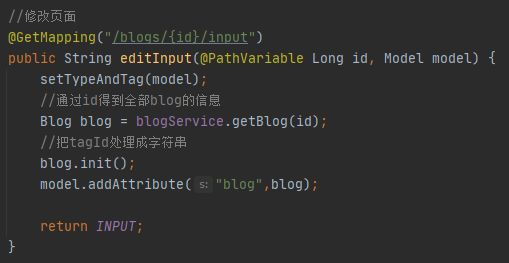 //修改页面
@GetMapping("/blogs/{id}/input")
public String editInput(@PathVariable Long id, Model model) {
    setTypeAndTag(model);
    //通过id得到全部blog的信息
    Blog blog = blogService.getBlog(id);
    //把tagId处理成字符串
    blog.init();
    model.addAttribute( s: "blog",blog);
    return INPUT;
}